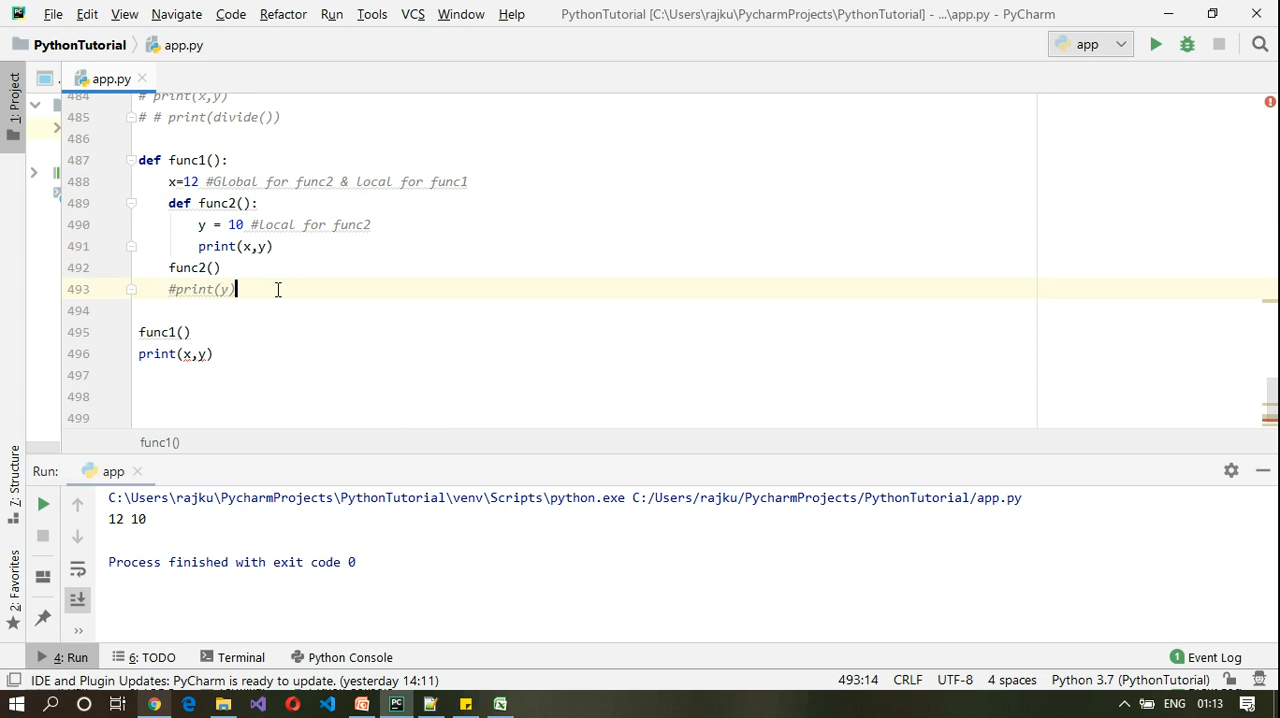 File Edit View Navigate Code Refactor Run Tools VCS Window Help PythonTutorial [C:\Users\rajku\PycharmProjects\PythonTutorial] - ...\app.py - PyCharm
PythonTutorial app.py app
app.py
1: Project
484 # print(x,y)
485 # # print(divide())
486
487 def func1():
488 x=12 #Global for func2 & local for func1
489 def func2():
490 y = 10 #local for func2
491 print(x,y)
492 func2()
493 #print(y)
494
495 func1()
496 print(x,y)
497
498
499
func1()
Run: app
C:\Users\rajku\PycharmProjects\PythonTutorial\venv\Scripts\python.exe C:/Users/rajku/PycharmProjects/PythonTutorial/app.py
12 10
Process finished with exit code 0
7: Structure
2: Favorites
4: Run 6: TODO Terminal Python Console 1 Event Log
IDE and Plugin Updates: PyCharm is ready to update. (yesterday 14:11) 493:14 CRLF UTF-8 4 spaces Python 3.7 (PythonTutorial)
ENG 01:13